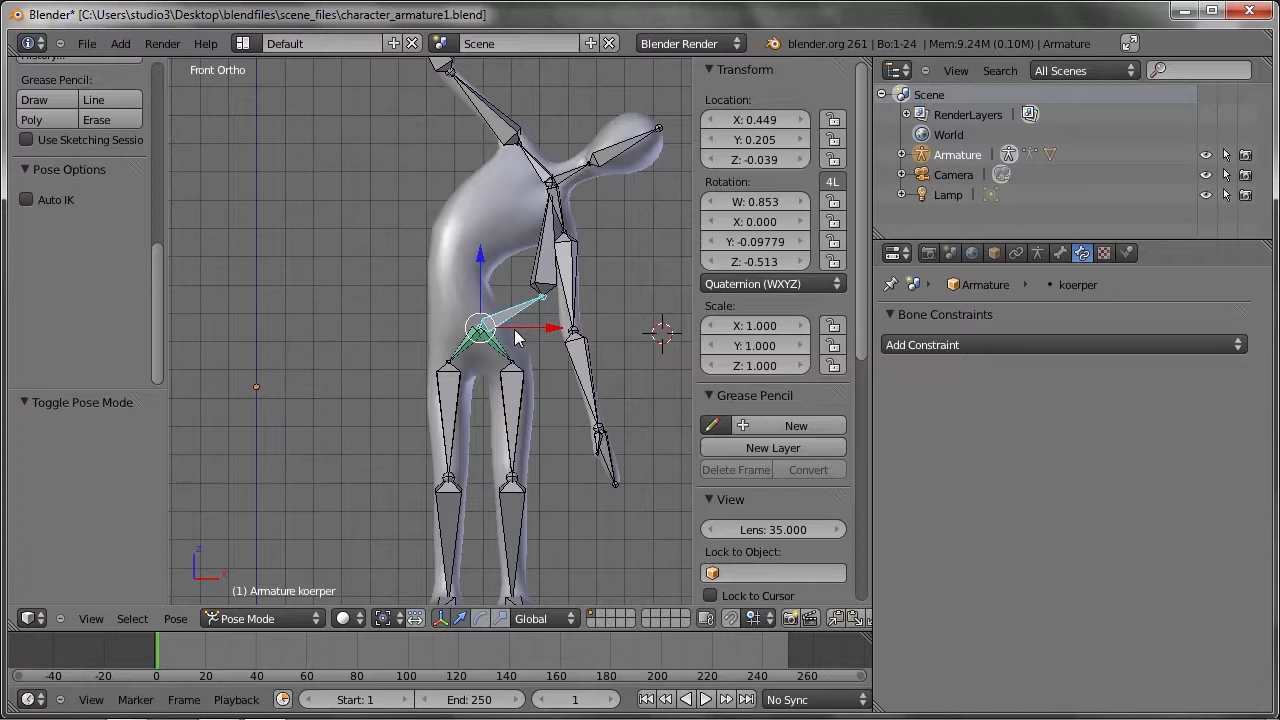 Blender* [C:\Users\studio3\Desktop\blendfiles\scene_files\character_armature1.blend]
File Add Render Help Default Scene Blender Render blender.org 261 | Bo:1-24 | Mem:9.24M (0.10M) | Armature
History...
Grease Pencil:
Draw Line
Poly Erase
Use Sketching Sessio
Pose Options
Auto IK
Toggle Pose Mode
Front Ortho
z
x
(1) Armature koerper
Transform
Location:
X: 0.449
Y: 0.205
Z: -0.039
Rotation: 4L
W: 0.853
X: 0.000
Y: -0.09779
Z: -0.513
Quaternion (WXYZ)
Scale:
X: 1.000
Y: 1.000
Z: 1.000
Grease Pencil
New
New Layer
Delete Frame Convert
View
Lens: 35.000
Lock to Object:
Lock to Cursor
View Search All Scenes
Scene
RenderLayers |
World
Armature |
Camera |
Lamp |
Armature koerper
Bone Constraints
Add Constraint
View Select Pose Pose Mode Global
-40 -20 0 20 40 60 80 100 120 140 160 180 200 220 240 260
View Marker Frame Playback Start: 1 End: 250 1 No Sync